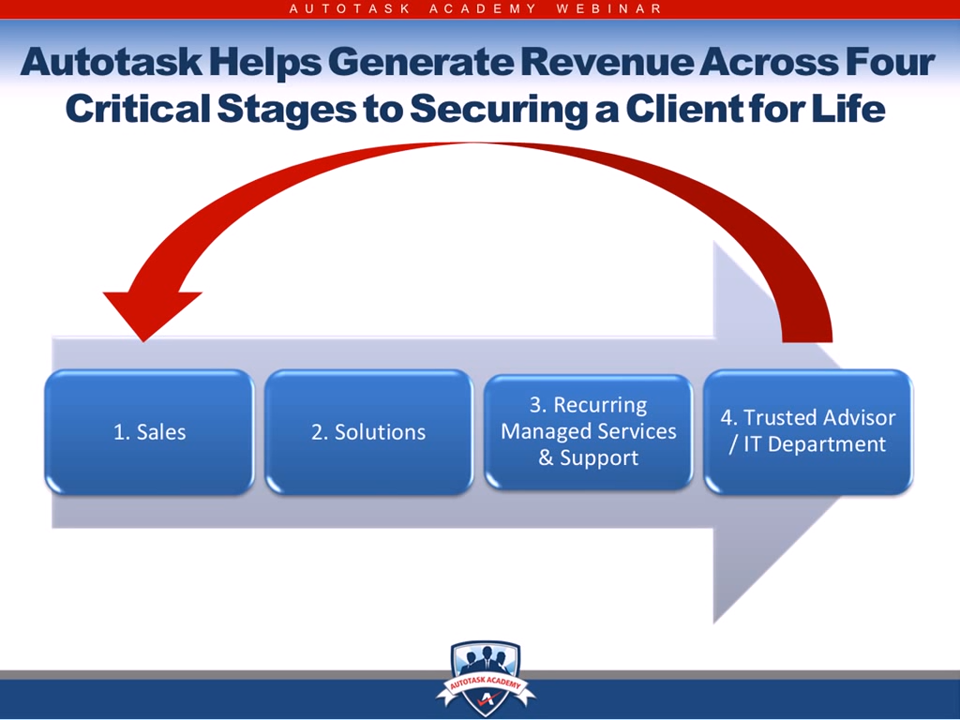 AUTOTASK ACADEMY WEBINAR
Autotask Helps Generate Revenue Across Four
Critical Stages to Securing a Client for Life
1. Sales
2. Solutions
3. Recurring
Managed Services
& Support
4. Trusted Advisor
/ IT Department
AUTOTASK ACADEMY